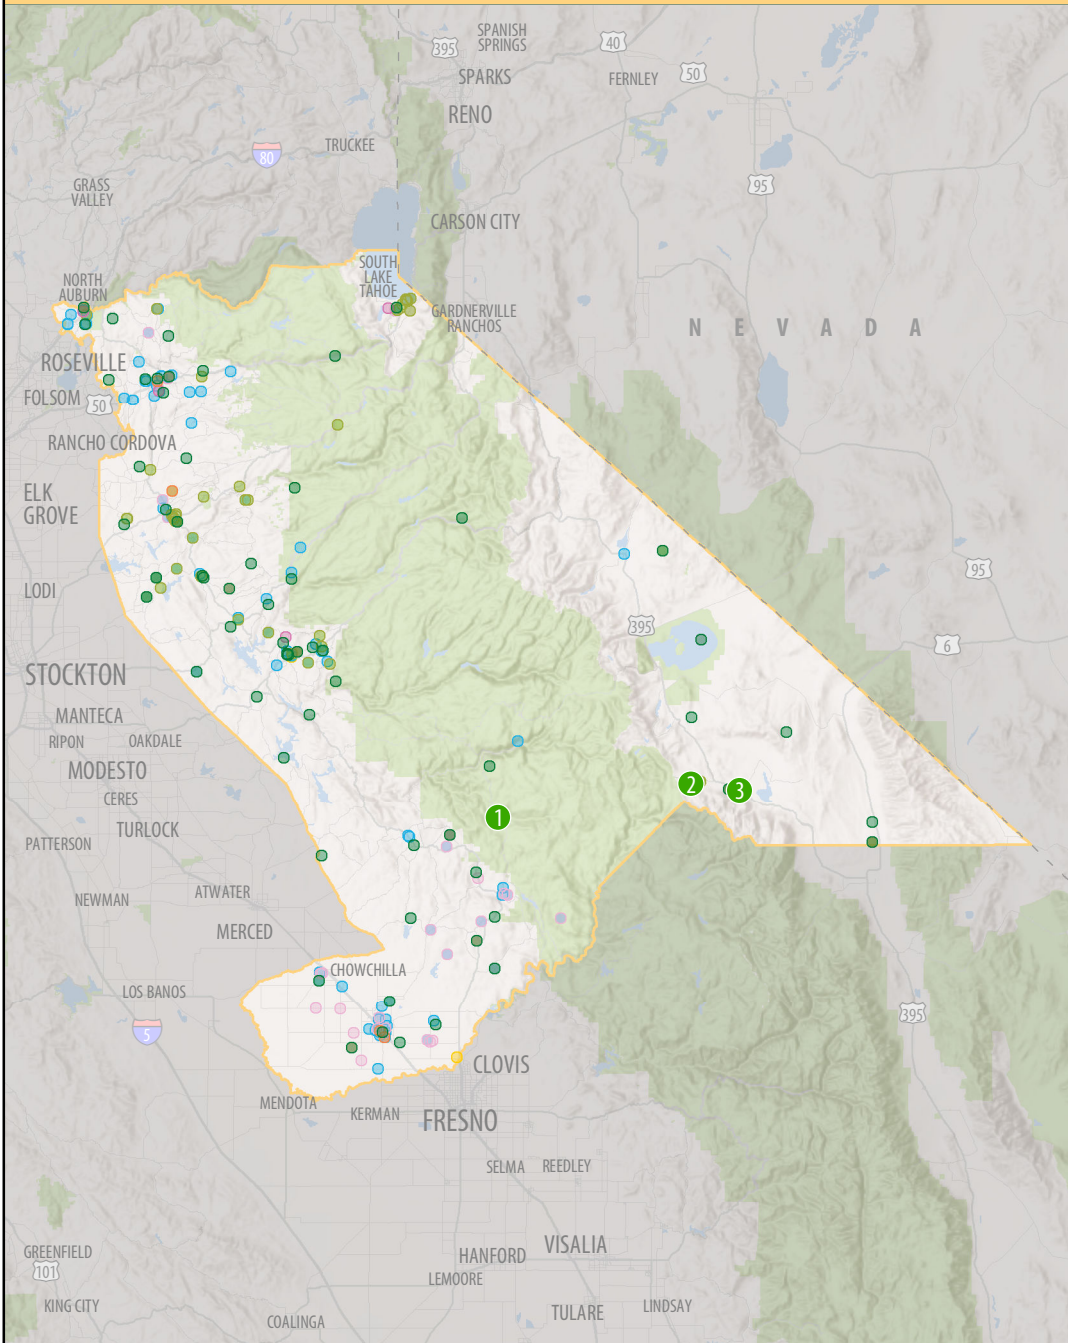 SPANISH
SPRINGS
395
40
SPARKS
FERNLEY
50
RENO
TRUCKEE
80
95
GRASS
VALLEY
CARSON CITY
SOUTH
LAKE
TAHOE
NORTH
AUBURN
GARDNERVILLE
RANCHOS
NEVADA
ROSEVILLE
FOLSOM
50
RANCHO CORDOVA
ELK
GROVE
95
LODI
395
6
STOCKTON
MANTECA
RIPON
OAKDALE
MODESTO
2
3
CERES
1
TURLOCK
PATTERSON
ATWATER
NEWMAN
MERCED
CHOWCHILLA
LOS BANOS
395
5
CLOVIS
MENDOTA
KERMAN
FRESNO
SELMA
REEDLEY
VISALIA
GREENFIELD
HANFORD
101
LEMOORE
KING CITY
TULARE
LINDSAY
COALINGA